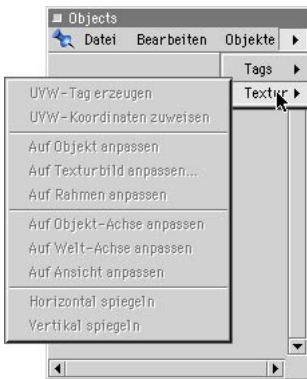 Objects
Datei Bearbeiten Objekte
Tags
Textur
UVW-Tag erzeugen
UVW-Koordinaten zuweisen
Auf Objekt anpassen
Auf Texturbild anpassen...
Auf Rahmen anpassen
Auf Objekt-Achse anpassen
Auf Welt-Achse anpassen
Auf Ansicht anpassen
Horizontal spiegeln
Vertikal spiegeln